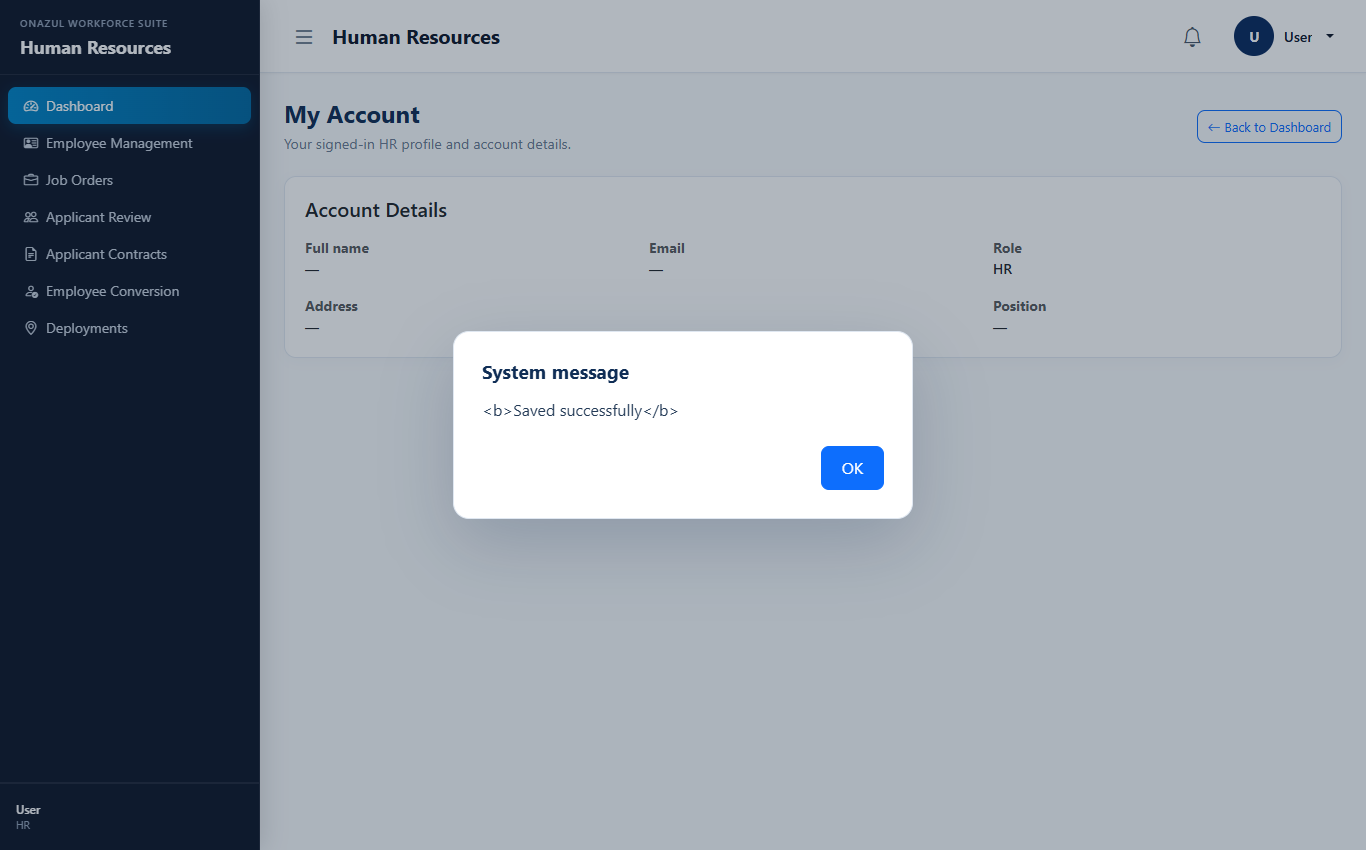 ONAZUL WORKFORCE SUITE
Human Resources
Dashboard
Employee Management
Job Orders
Applicant Review
Applicant Contracts
Employee Conversion
Deployments
User
HR
Human Resources
U
User
My Account
Your signed-in HR profile and account details.
← Back to Dashboard
Account Details
Full name
—
Email
—
Role
HR
Address
—
Position
—
System message
<b>Saved successfully</b>
OK